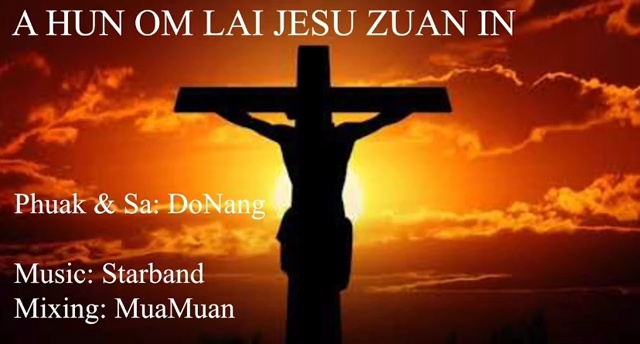 A HUN OM LAI JESU ZUAN IN
Phuak & Sa: DoNang
Music: Starband
Mixing: MuaMuan